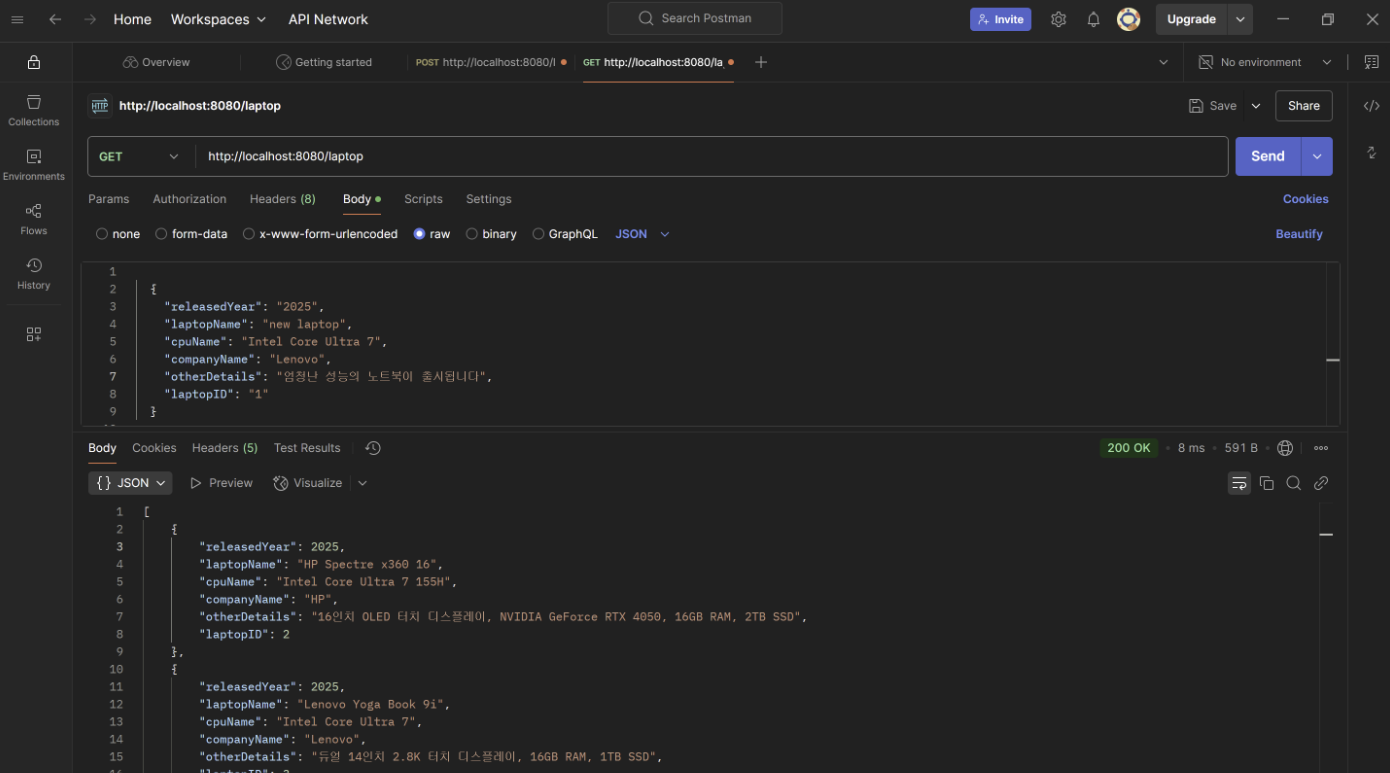 Home Workspaces API Network Search Postman Invite Upgrade
Overview Getting started POST http://localhost:8080/l GET http://localhost:8080/la No environment
Collections
Environments
Flows
History
HTTP http://localhost:8080/laptop Save Share
GET http://localhost:8080/laptop Send
Params Authorization Headers (8) Body Scripts Settings Cookies
none form-data x-www-form-urlencoded raw binary GraphQL JSON Beautify
1
2 {
3 "releasedYear": "2025",
4 "laptopName": "new laptop",
5 "cpuName": "Intel Core Ultra 7",
6 "companyName": "Lenovo",
7 "otherDetails": "엄청난 성능의 노트북이 출시됩니다",
8 "laptopID": "1"
9 }
Body Cookies Headers (5) Test Results 200 OK 8 ms 591 B
{} JSON Preview Visualize
1 [
2 {
3 "releasedYear": 2025,
4 "laptopName": "HP Spectre x360 16",
5 "cpuName": "Intel Core Ultra 7 155H",
6 "companyName": "HP",
7 "otherDetails": "16인치 OLED 터치 디스플레이, NVIDIA GeForce RTX 4050, 16GB RAM, 2TB SSD",
8 "laptopID": 2
9 },
10 {
11 "releasedYear": 2025,
12 "laptopName": "Lenovo Yoga Book 9i",
13 "cpuName": "Intel Core Ultra 7",
14 "companyName": "Lenovo",
15 "otherDetails": "듀얼 14인치 2.8K 터치 디스플레이, 16GB RAM, 1TB SSD",